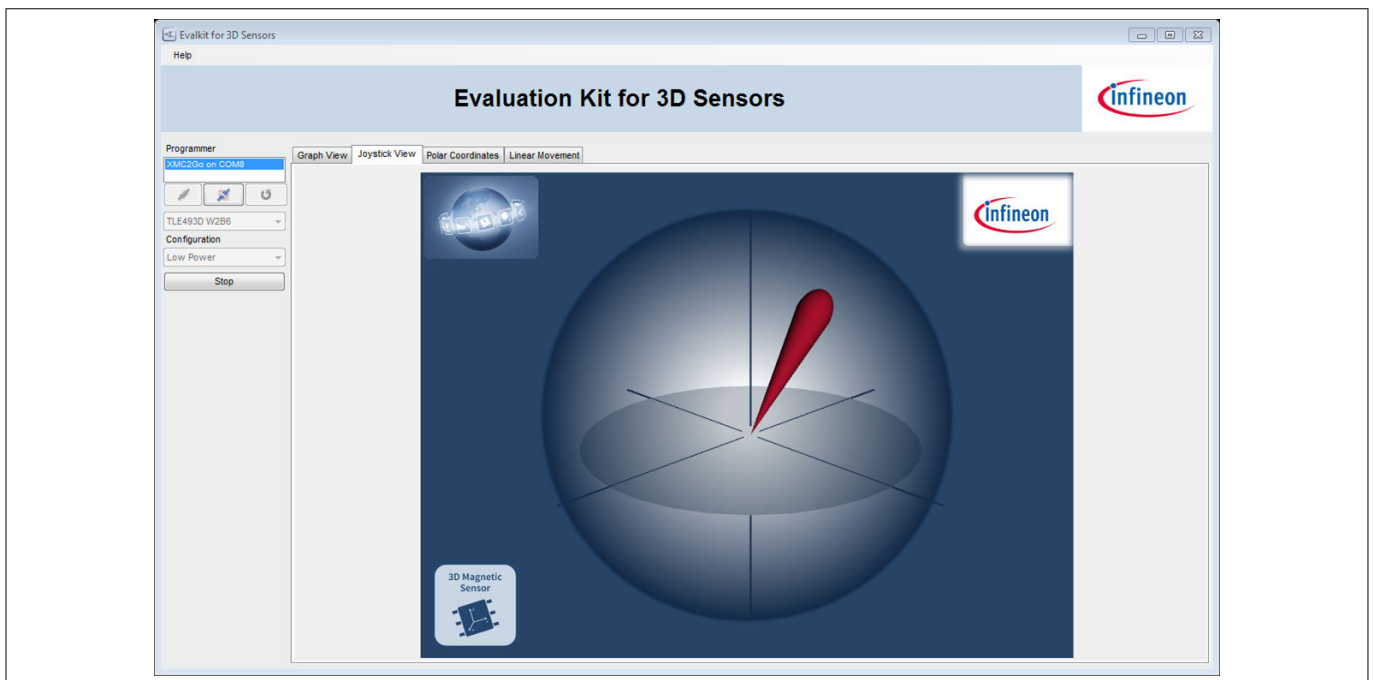 Evalkit for 3D Sensors
Help
Evaluation Kit for 3D Sensors
infineon
Programmer
XMC2Go on COM8
TLE493D W2B6
Configuration
Low Power
Stop
Graph View Joystick View Polar Coordinates Linear Movement
infineon
3D Magnetic
Sensor